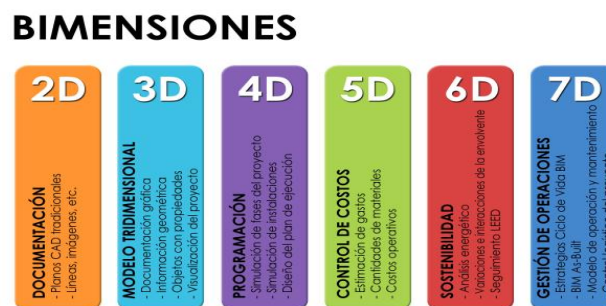 BIMENSIONES
2D
DOCUMENTACIÓN
- Planos CAD tradicionales
- Líneas, imágenes, etc.
3D
MODELO TRIDIMENSIONAL
- Documentación gráfica
- Información geométrica
- Objetos con propiedades
- Visualización del proyecto
4D
PROGRAMACIÓN
- Simulación de fases del proyecto
- Simulación de instalaciones
- Diseño del plan de ejecución
5D
CONTROL DE COSTOS
- Estimación de gastos
- Cantidades de materiales
- Costos operativos
6D
SOSTENIBILIDAD
- Análisis energético
- Variaciones e interacciones de la envolvente
- Seguimiento LEED
7D
GESTIÓN DE OPERACIONES
- Estrategias Ciclo de Vida BIM
- BIM As-Built
- Modelo de operación y mantenimiento